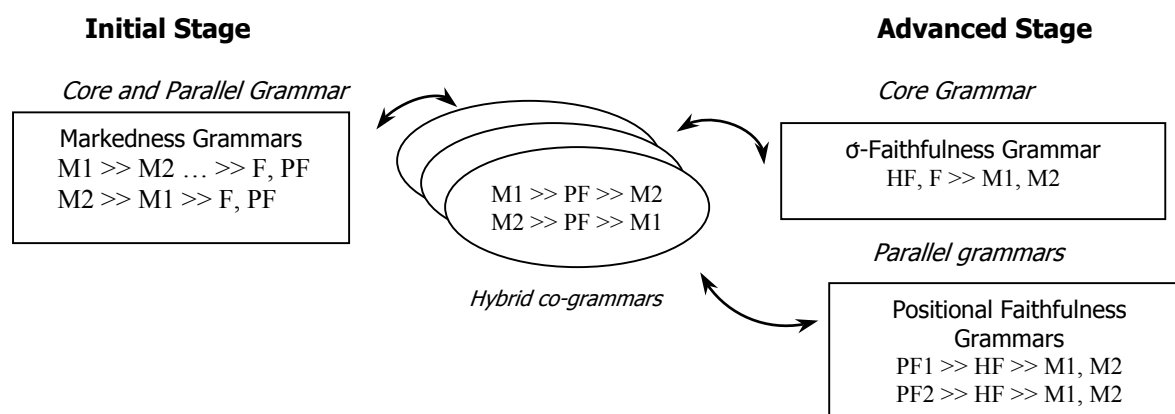 Initial Stage
Advanced Stage
Core and Parallel Grammar
Core Grammar
Markedness Grammars
M1 >> M2 … >> F, PF
M2 >> M1 >> F, PF
M1 >> PF >> M2
M2 >> PF >> M1
Hybrid co-grammars
σ-Faithfulness Grammar
HF, F >> M1, M2
Parallel grammars
Positional Faithfulness
Grammars
PF1 >> HF >> M1, M2
PF2 >> HF >> M1, M2